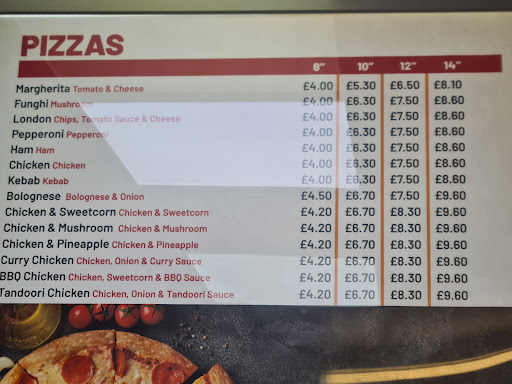 PIZZAS
8" 10" 12" 14"
Margherita Tomato & Cheese £4.00 £5.30 £6.50 £8.10
Funghi Mushroom £4.00 £6.30 £7.50 £8.60
London Chips, Tomato Sauce & Cheese £4.00 £6.30 £7.50 £8.60
Pepperoni Pepperoni £4.00 £6.30 £7.50 £8.60
Ham Ham £4.00 £6.30 £7.50 £8.60
Chicken Chicken £4.00 £6.30 £7.50 £8.60
Kebab Kebab £4.00 £6.30 £7.50 £8.60
Bolognese Bolognese & Onion £4.50 £6.70 £7.50 £9.60
Chicken & Sweetcorn Chicken & Sweetcorn £4.20 £6.70 £8.30 £9.60
Chicken & Mushroom Chicken & Mushroom £4.20 £6.70 £8.30 £9.60
Chicken & Pineapple Chicken & Pineapple £4.20 £6.70 £8.30 £9.60
Curry Chicken Chicken, Onion & Curry Sauce £4.20 £6.70 £8.30 £9.60
BBQ Chicken Chicken, Sweetcorn & BBQ Sauce £4.20 £6.70 £8.30 £9.60
Tandoori Chicken Chicken, Onion & Tandoori Sauce £4.20 £6.70 £8.30 £9.60